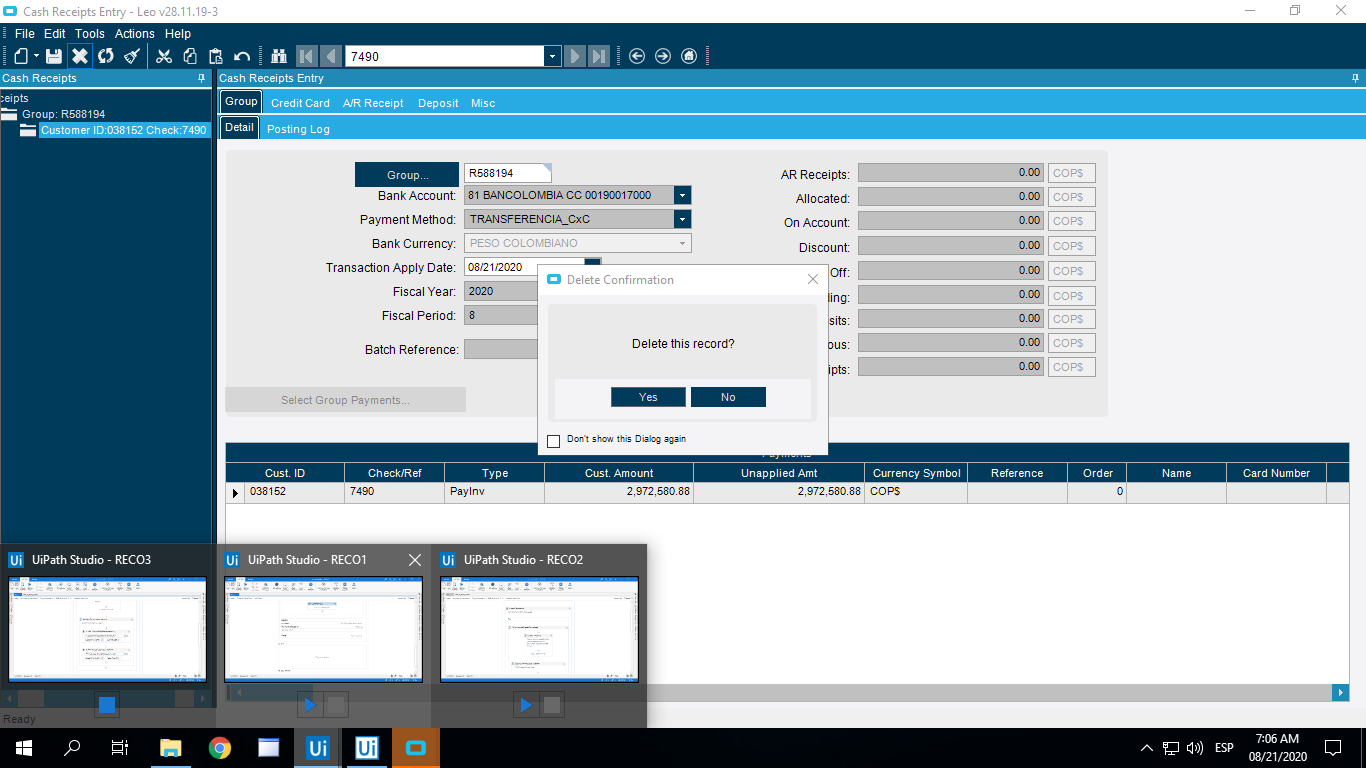 Cash Receipts Entry - Leo v28.11.19-3
File Edit Tools Actions Help
7490
Cash Receipts
Cash Receipts Entry
ceipts
Group: R588194
Customer ID:038152 Check:7490
Group Credit Card A/R Receipt Deposit Misc
Detail Posting Log
Group... R588194
Bank Account: 81 BANCOLOMBIA CC 00190017000
Payment Method: TRANSFERENCIA_CxC
Bank Currency: PESO COLOMBIANO
Transaction Apply Date: 08/21/2020
Fiscal Year: 2020
Fiscal Period: 8
Batch Reference:
Select Group Payments...
AR Receipts: 0.00 COP$
Allocated: 0.00 COP$
On Account: 0.00 COP$
Discount: 0.00 COP$
Off: 0.00 COP$
ding: 0.00 COP$
sits: 0.00 COP$
ous: 0.00 COP$
ipts: 0.00 COP$
Delete Confirmation
Delete this record?
Yes No
Don't show this Dialog again
Payments
Cust. ID Check/Ref Type Cust. Amount Unapplied Amt Currency Symbol Reference Order Name Card Number
038152 7490 PayInv 2,972,580.88 2,972,580.88 COP$ 0
Ui UiPath Studio - RECO3
Ui UiPath Studio - RECO1
Ui UiPath Studio - RECO2
Ready
Ui Ui
ESP
7:06 AM
08/21/2020